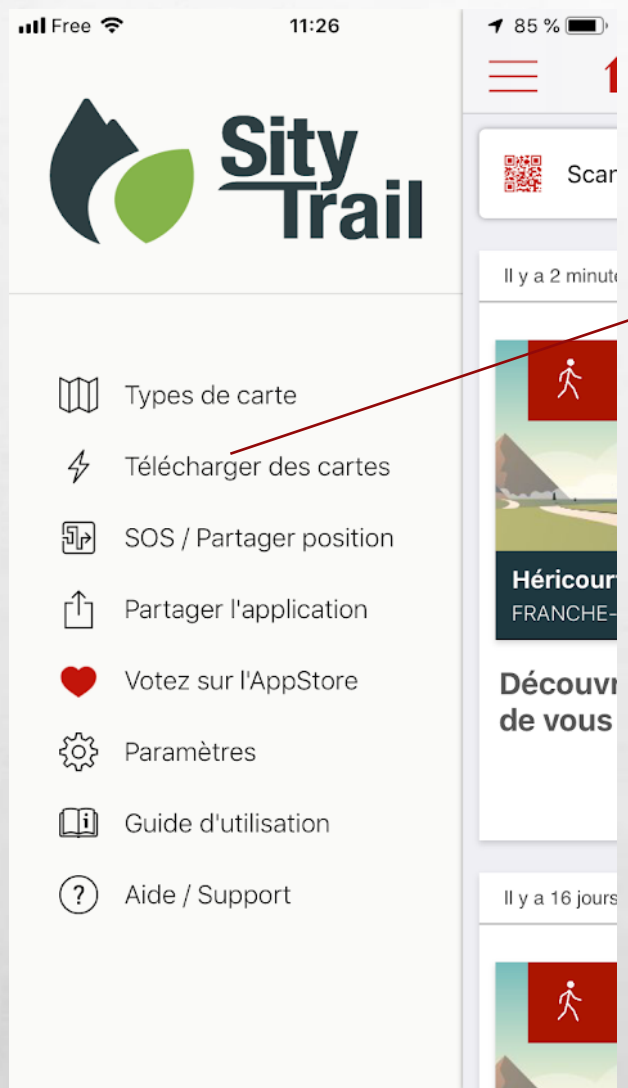 Free 11:26 85 %
Sity
Trail
Scan
Il y a 2 minute
Types de carte
Télécharger des cartes
SOS / Partager position
Partager l'application
Votez sur l'AppStore
Paramètres
Guide d'utilisation
Aide / Support
Héricourt
FRANCHE-
Découvr
de vous
Il y a 16 jours